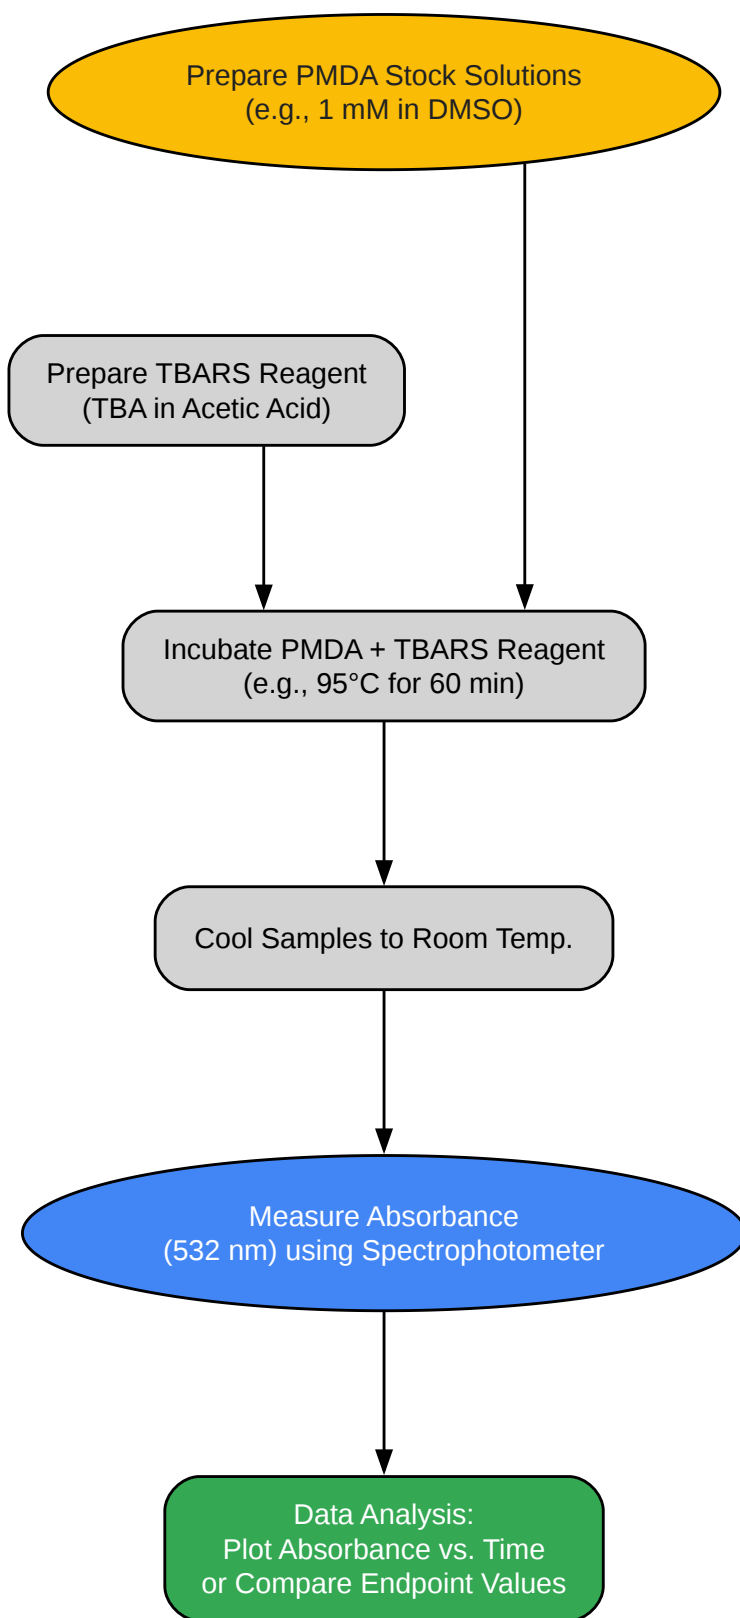 Prepare PMDA Stock Solutions
(e.g., 1 mM in DMSO)
Prepare TBARS Reagent
(TBA in Acetic Acid)
Incubate PMDA + TBARS Reagent
(e.g., 95°C for 60 min)
Cool Samples to Room Temp.
Measure Absorbance
(532 nm) using Spectrophotometer
Data Analysis:
Plot Absorbance vs. Time
or Compare Endpoint Values